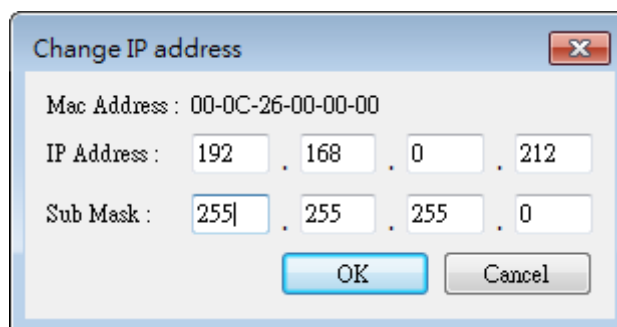 Change IP address
Mac Address : 00-0C-26-00-00-00
IP Address : 192 . 168 . 0 . 212
Sub Mask : 255 . 255 . 255 . 0
OK Cancel